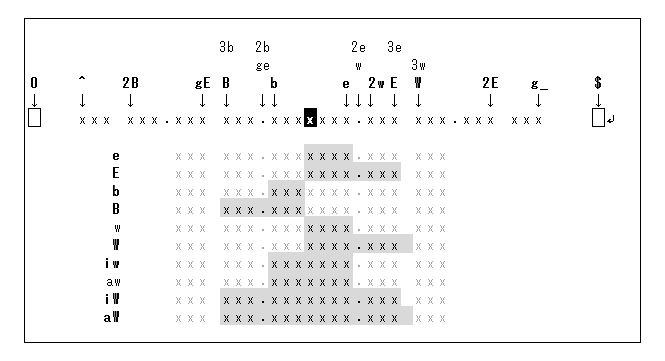 3b 2b 2e 3e
ge w 3w
0 ^ 2B gE B b e 2w E W 2E g_ $
↓ ↓ ↓ ↓ ↓ ↓ ↓ ↓ ↓ ↓ ↓ ↓ ↓ ↓ ↓
xxx xxx.xxx xxx.xxxxxxx.xxx xxx.xxx xxx ↵
e xxx xxx.xxxxxxx.xxx xxx
E xxx xxx.xxxxxxx.xxx xxx
b xxx xxx.xxxxxxx.xxx xxx
B xxx xxx.xxxxxxx.xxx xxx
w xxx xxx.xxxxxxx.xxx xxx
W xxx xxx.xxxxxxx.xxx xxx
iw xxx xxx.xxxxxxx.xxx xxx
aw xxx xxx.xxxxxxx.xxx xxx
iW xxx xxx.xxxxxxx.xxx xxx
aW xxx xxx.xxxxxxx.xxx xxx